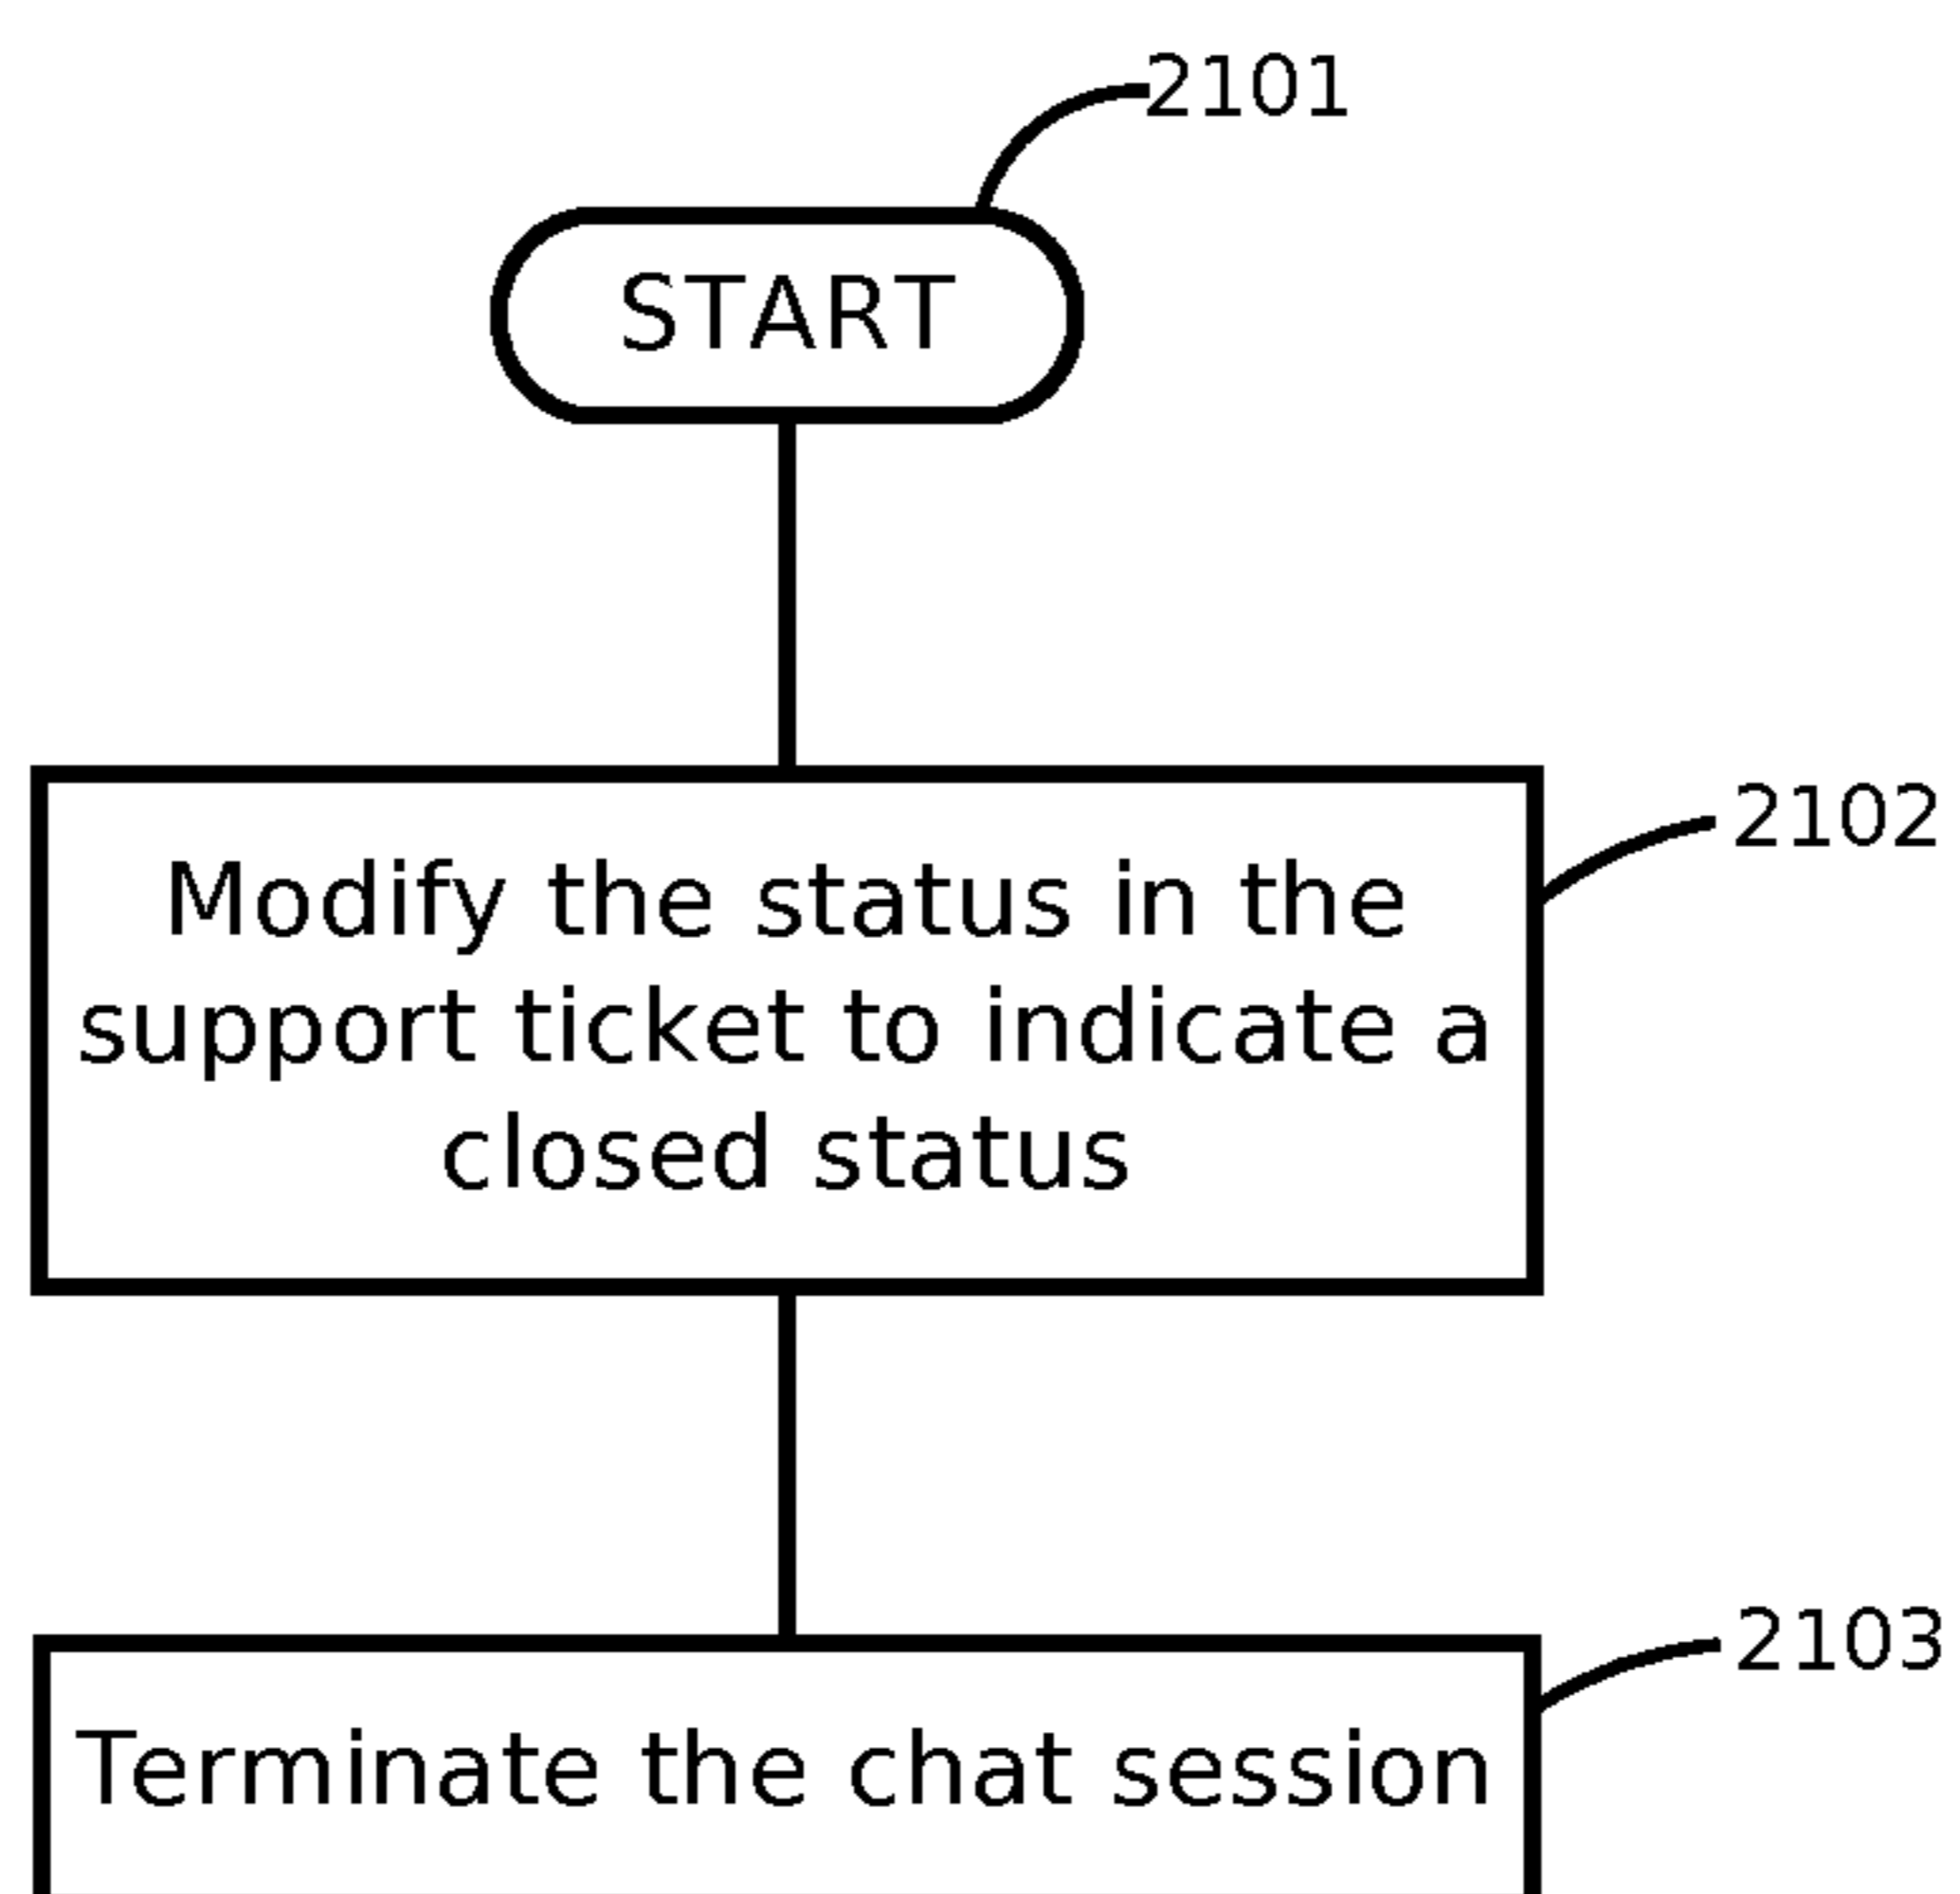 2101
START
2102
Modify the status in the
support ticket to indicate a
closed status
2103
Terminate the chat session